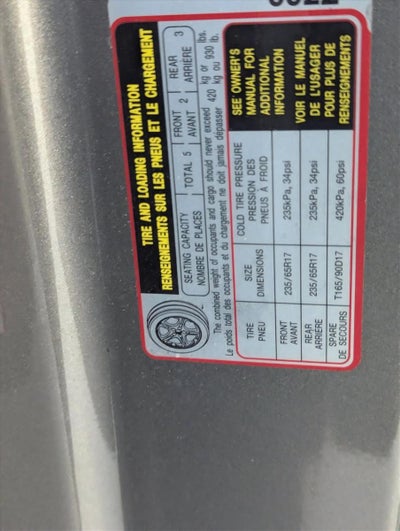 TIRE AND LOADING INFORMATION
RENSEIGNEMENTS SUR LES PNEUS ET LE CHARGEMENT
SEATING CAPACITY
NOMBRE DE PLACES
TOTAL 5
FRONT 2
AVANT
REAR 3
ARRIÈRE
The combined weight of occupants and cargo should never exceed 420 kg or 930 lbs.
Le poids total des occupants et du chargement ne doit jamais dépasser 420 kg ou 930 lb.
TIRE
PNEU
SIZE
DIMENSIONS
COLD TIRE PRESSURE
PRESSION DES
PNEUS À FROID
SEE OWNER'S
MANUAL FOR
ADDITIONAL
INFORMATION
VOIR LE MANUEL
DE L'USAGER
POUR PLUS DE
RENSEIGNEMENTS
FRONT
AVANT
235/65R17
235kPa, 34psi
REAR
ARRIÈRE
235/65R17
235kPa, 34psi
SPARE
DE SECOURS
T165/90D17
420kPa, 60psi